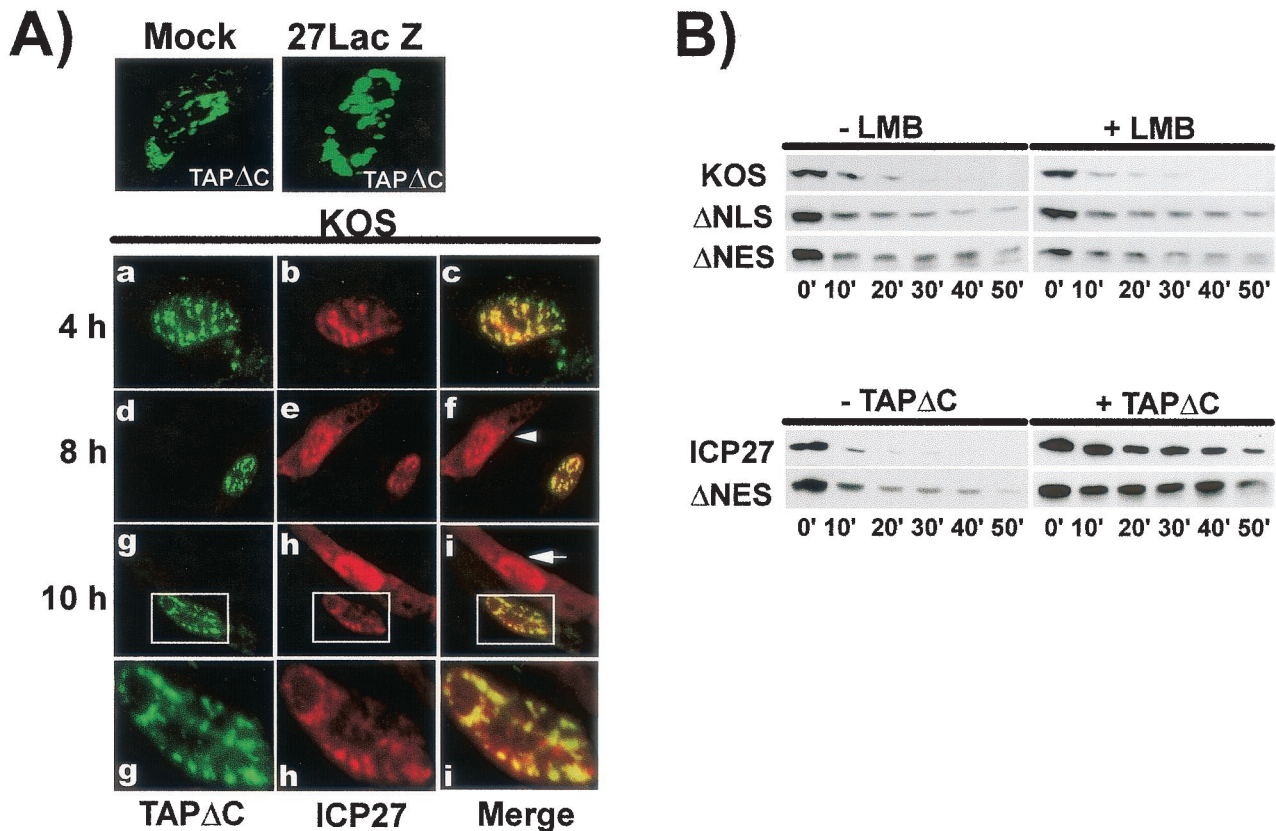 A)
Mock 27Lac Z
TAPΔC TAPΔC
KOS
4 h
a b c
8 h
d e f
10 h
g h i
g h i
TAPΔC ICP27 Merge
B)
- LMB + LMB
KOS
ΔNLS
ΔNES
0' 10' 20' 30' 40' 50' 0' 10' 20' 30' 40' 50'
- TAPΔC + TAPΔC
ICP27
ΔNES
0' 10' 20' 30' 40' 50' 0' 10' 20' 30' 40' 50'